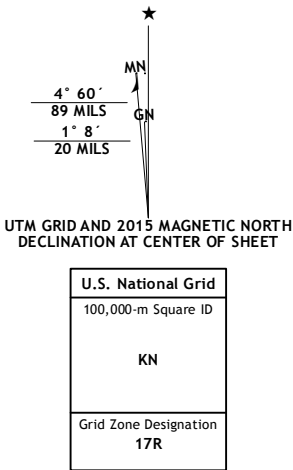 ★
MN
4° 60´
89 MILS
GN
1° 8´
20 MILS
UTM GRID AND 2015 MAGNETIC NORTH
DECLINATION AT CENTER OF SHEET
U.S. National Grid
100,000-m Square ID
KN
Grid Zone Designation
17R